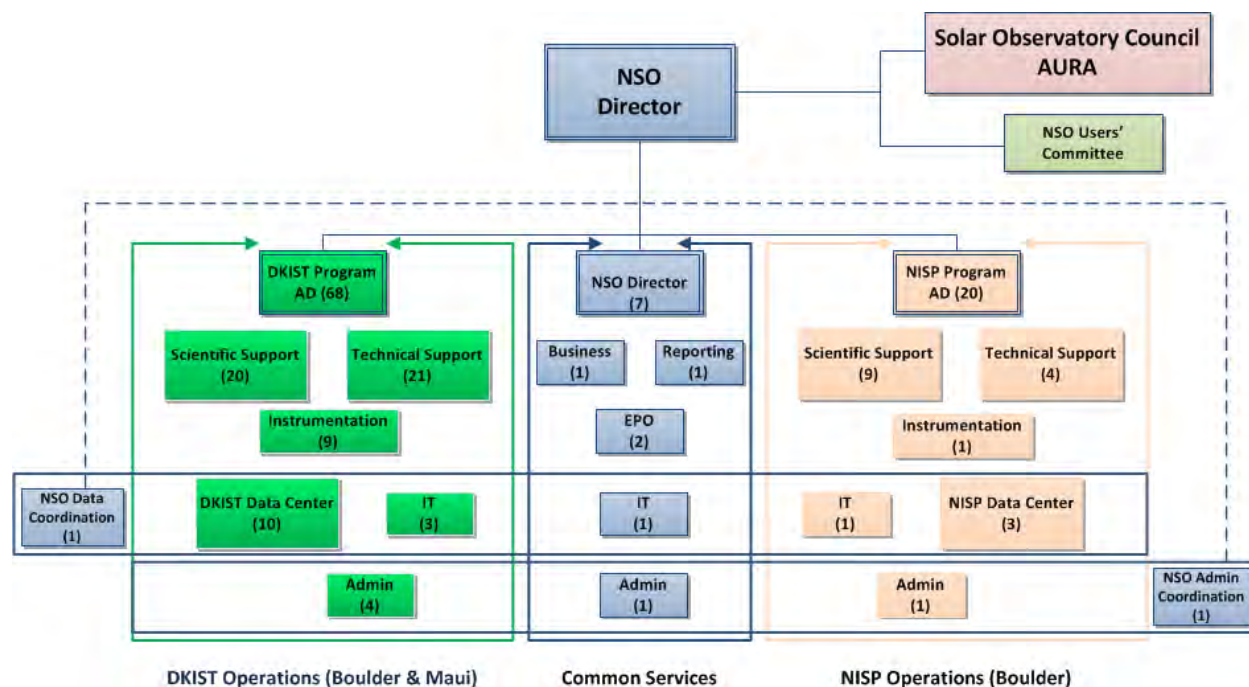 Solar Observatory Council
AURA
NSO
Director
NSO Users'
Committee
DKIST Program
AD (68)
NSO Director
(7)
NISP Program
AD (20)
Scientific Support
(20)
Technical Support
(21)
Business
(1)
Reporting
(1)
Scientific Support
(9)
Technical Support
(4)
Instrumentation
(9)
EPO
(2)
Instrumentation
(1)
NSO Data
Coordination
(1)
DKIST Data Center
(10)
IT
(3)
IT
(1)
IT
(1)
NISP Data Center
(3)
Admin
(4)
Admin
(1)
Admin
(1)
NSO Admin
Coordination
(1)
DKIST Operations (Boulder & Maui)
Common Services
NISP Operations (Boulder)